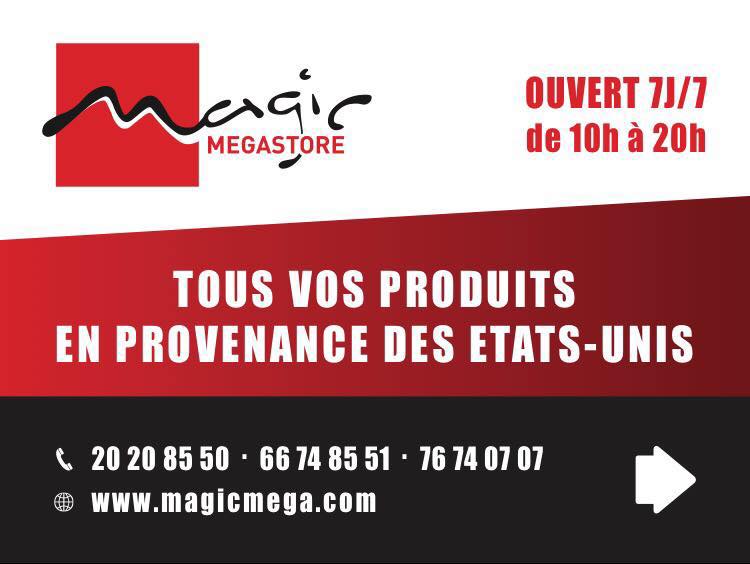 Magic
MEGASTORE
OUVERT 7J/7
de 10h à 20h
TOUS VOS PRODUITS
EN PROVENANCE DES ETATS-UNIS
20 20 85 50 · 66 74 85 51 · 76 74 07 07
www.magicmega.com